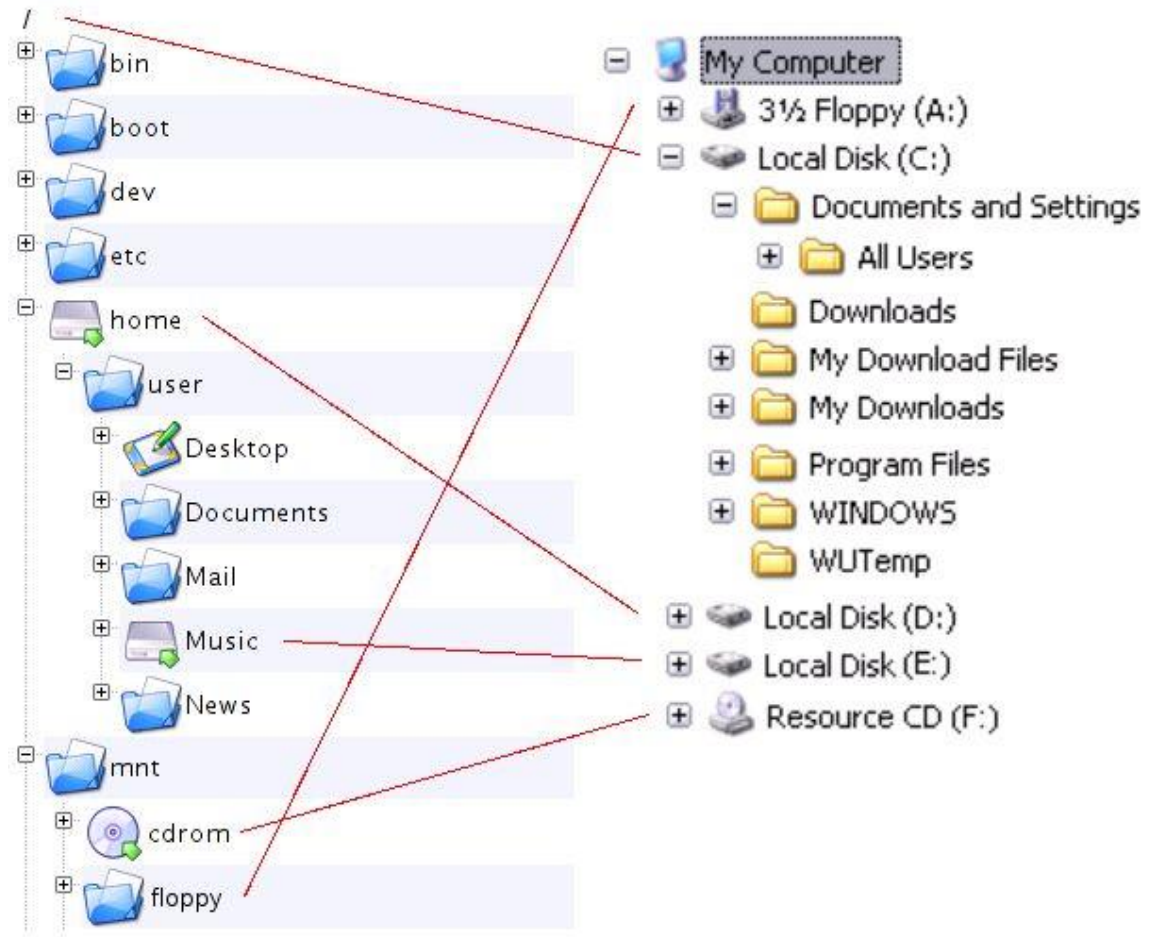 /
bin
boot
dev
etc
home
user
Desktop
Documents
Mail
Music
News
mnt
cdrom
floppy
My Computer
3½ Floppy (A:)
Local Disk (C:)
Documents and Settings
All Users
Downloads
My Download Files
My Downloads
Program Files
WINDOWS
WUTemp
Local Disk (D:)
Local Disk (E:)
Resource CD (F:)